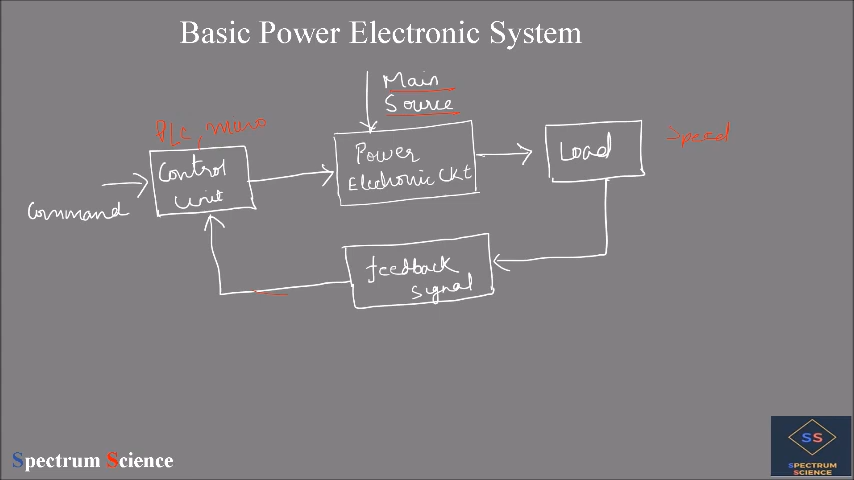 Basic Power Electronic System
Main
Source
PLC, Micro
Control
unit
Command
Power
Electronic CKt
Load
Speed
feedback
signal
Spectrum Science
SS
SPECTRUM
SCIENCE